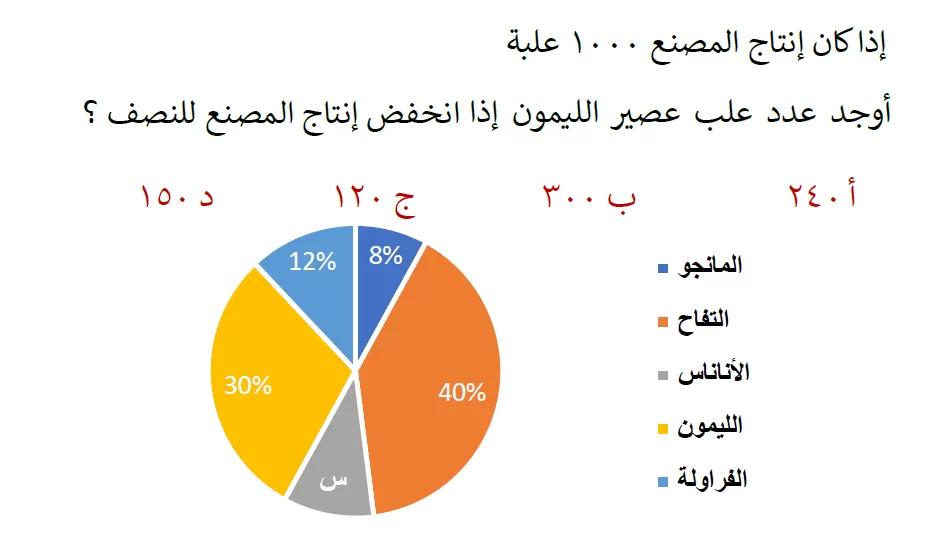 إذا كان إنتاج المصنع ١٠٠٠ علبة
أوجد عدد علب عصير الليمون إذا انخفض إنتاج المصنع للنصف ؟
أ ٢٤٠ ب ٣٠٠ ج ١٢٠ د ١٥٠
8%
12%
30%
40%
س
المانجو
التفاح
الأناناس
الليمون
الفراولة